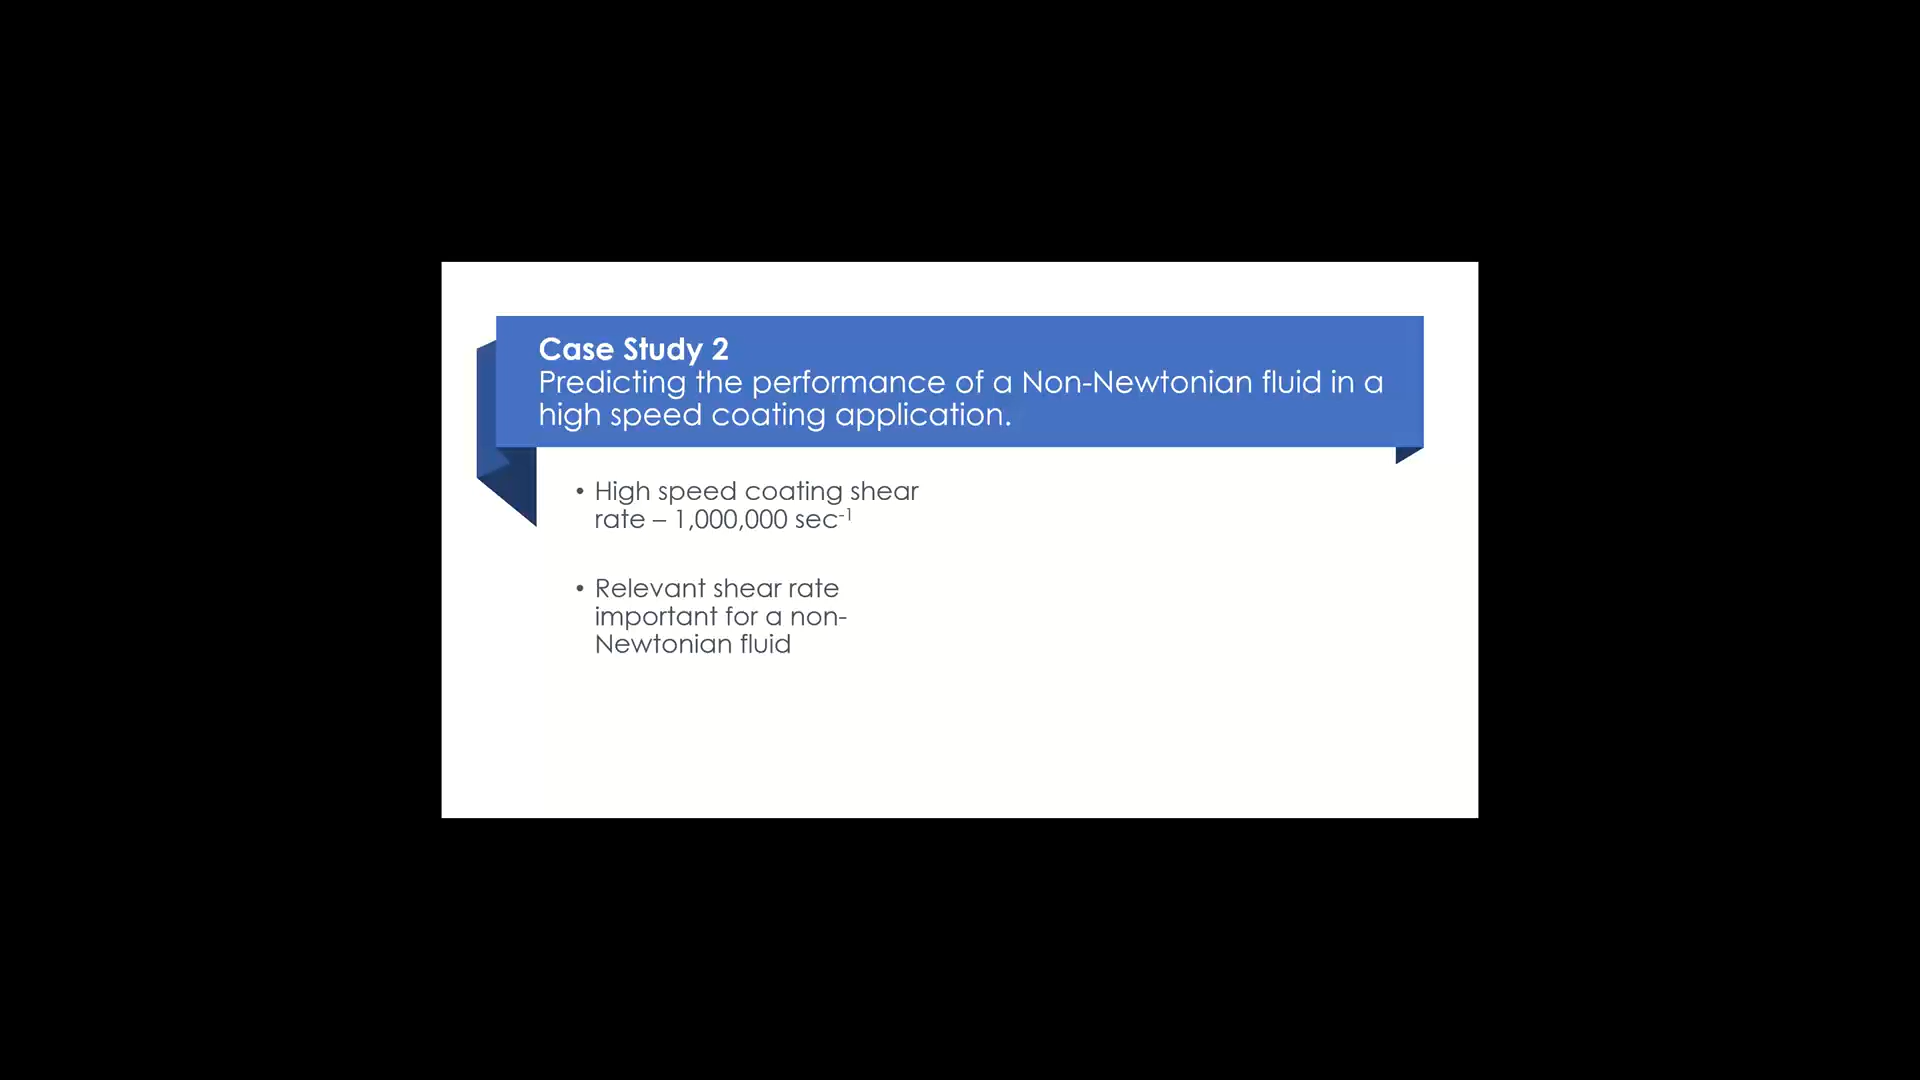 Case Study 2
Predicting the performance of a Non-Newtonian fluid in a
high speed coating application.
• High speed coating shear
rate – 1,000,000 sec⁻¹
• Relevant shear rate
important for a non-
Newtonian fluid